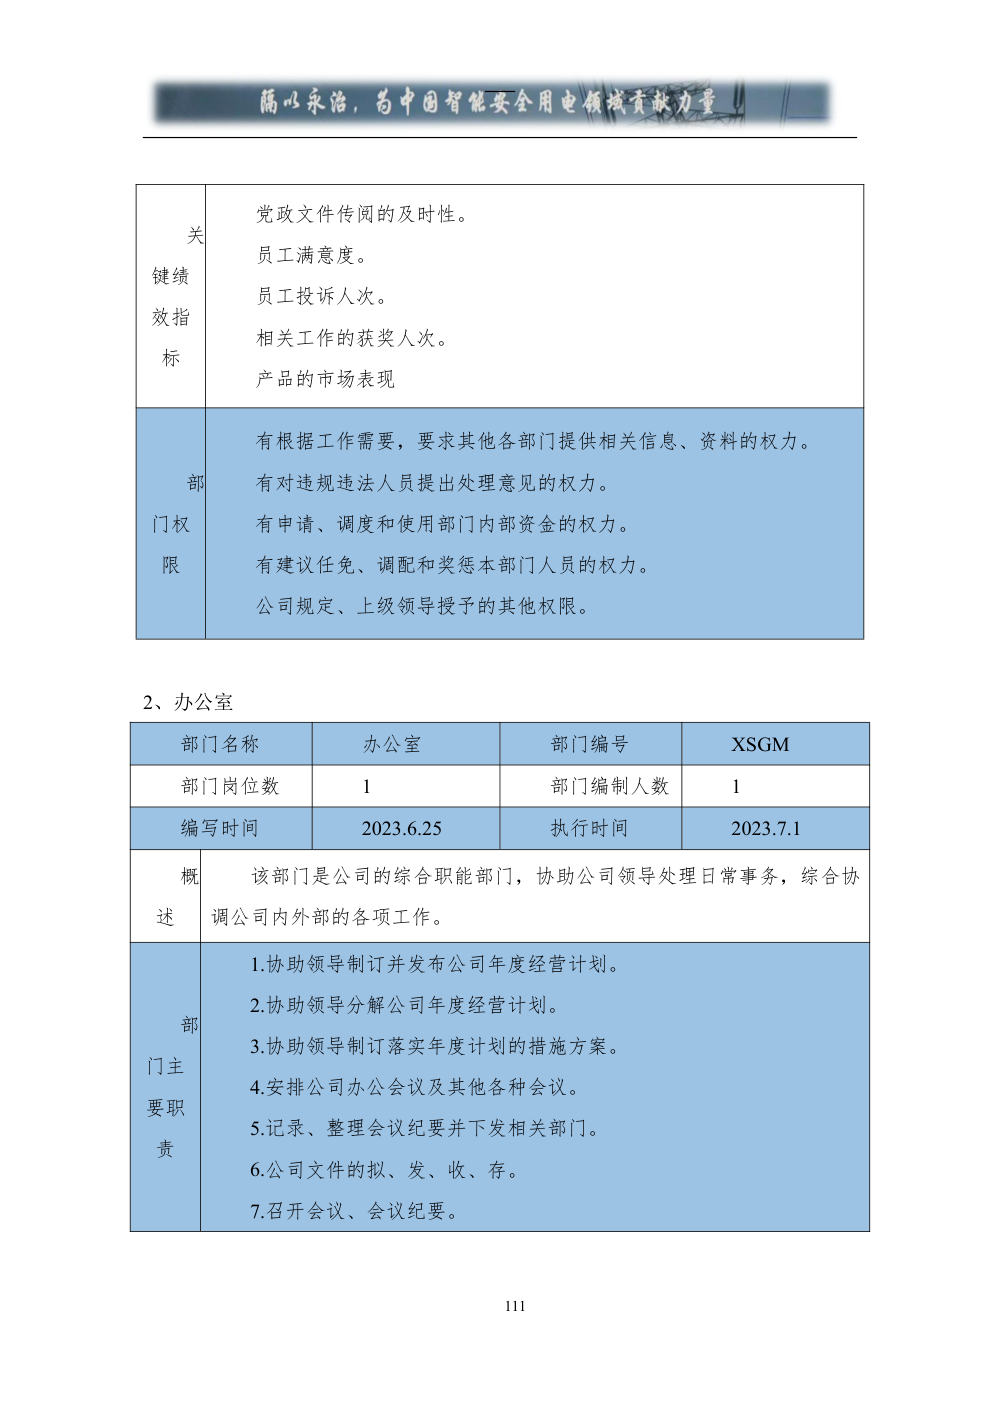 隔以永治，为中国智能安全用电领域贡献力量
关
键绩
效指
标
党政文件传阅的及时性。
员工满意度。
员工投诉人次。
相关工作的获奖人次。
产品的市场表现
部
门权
限
有根据工作需要，要求其他各部门提供相关信息、资料的权力。
有对违规违法人员提出处理意见的权力。
有申请、调度和使用部门内部资金的权力。
有建议任免、调配和奖惩本部门人员的权力。
公司规定、上级领导授予的其他权限。
2、办公室
部门名称 办公室 部门编号 XSGM
部门岗位数 1 部门编制人数 1
编写时间 2023.6.25 执行时间 2023.7.1
概
述
该部门是公司的综合职能部门，协助公司领导处理日常事务，综合协
调公司内外部的各项工作。
部
门主
要职
责
1.协助领导制订并发布公司年度经营计划。
2.协助领导分解公司年度经营计划。
3.协助领导制订落实年度计划的措施方案。
4.安排公司办公会议及其他各种会议。
5.记录、整理会议纪要并下发相关部门。
6.公司文件的拟、发、收、存。
7.召开会议、会议纪要。
111